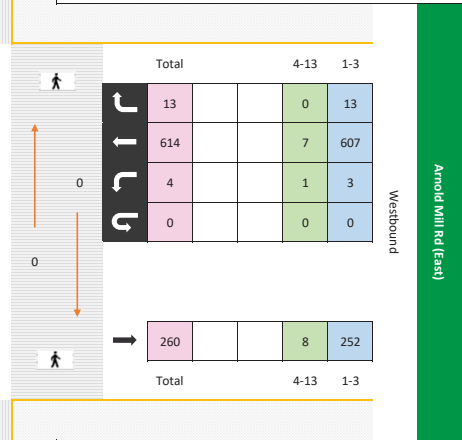 Total 4-13 1-3
13 0 13
614 7 607
0
4 1 3
0 0 0
0
260 8 252
Total 4-13 1-3
Westbound
Arnold Mill Rd (East)